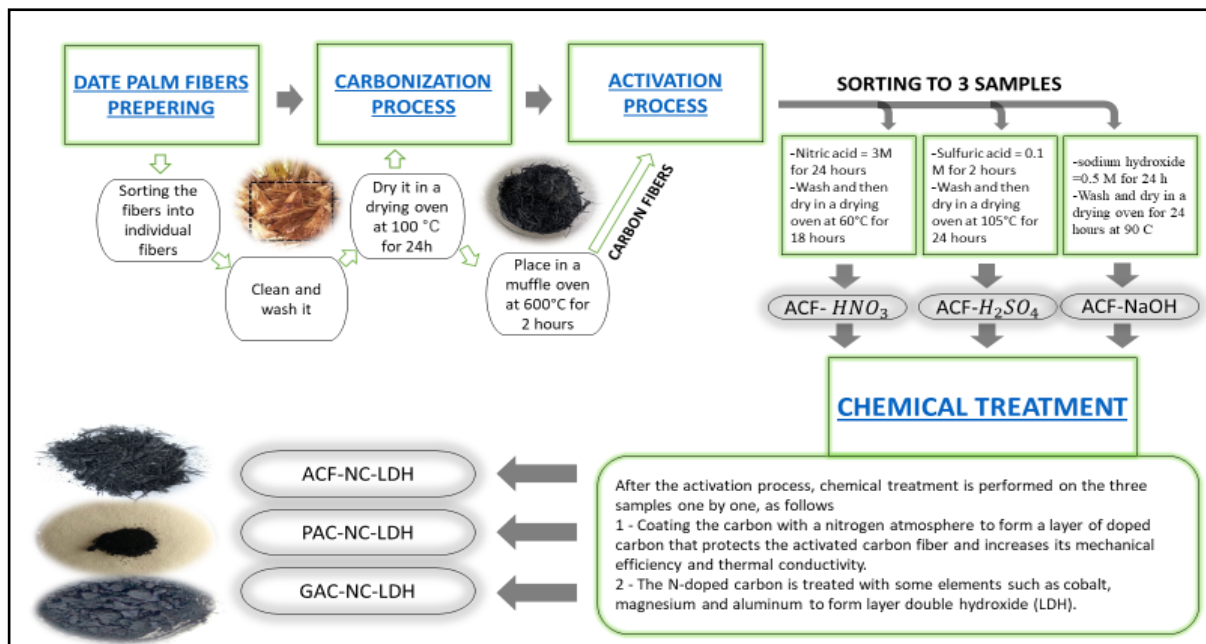 DATE PALM FIBERS
PREPERING
CARBONIZATION
PROCESS
ACTIVATION
PROCESS
SORTING TO 3 SAMPLES
Sorting the
fibers into
individual
fibers
Clean and
wash it
Dry it in a
drying oven
at 100 °C
for 24h
Place in a
muffle oven
at 600°C for
2 hours
CARBON FIBERS
-Nitric acid = 3M
for 24 hours
-Wash and then
dry in a drying
oven at 60°C for
18 hours
-Sulfuric acid = 0.1
M for 2 hours
-Wash and then
dry in a drying
oven at 105°C for
24 hours
-sodium hydroxide
=0.5 M for 24 h
-Wash and dry in a
drying oven for 24
hours at 90 C
ACF- HNO₃
ACF-H₂SO₄
ACF-NaOH
CHEMICAL TREATMENT
After the activation process, chemical treatment is performed on the three
samples one by one, as follows
1 - Coating the carbon with a nitrogen atmosphere to form a layer of doped
carbon that protects the activated carbon fiber and increases its mechanical
efficiency and thermal conductivity.
2 - The N-doped carbon is treated with some elements such as cobalt,
magnesium and aluminum to form layer double hydroxide (LDH).
ACF-NC-LDH
PAC-NC-LDH
GAC-NC-LDH